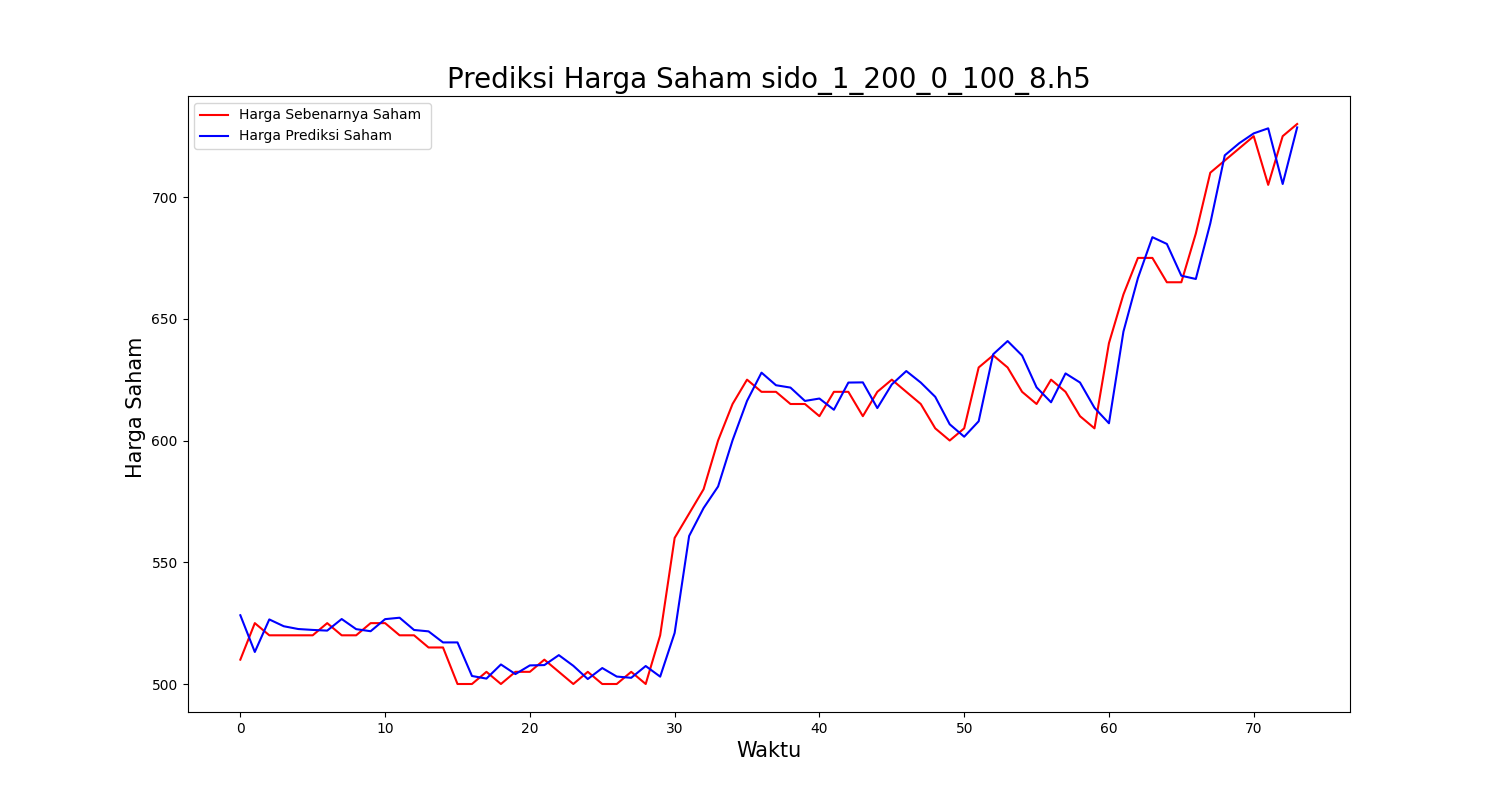 Prediksi Harga Saham sido_1_200_0_100_8.h5
Harga Sebenarnya Saham
Harga Prediksi Saham
Harga Saham
700
650
600
550
500
0 10 20 30 40 50 60 70
Waktu